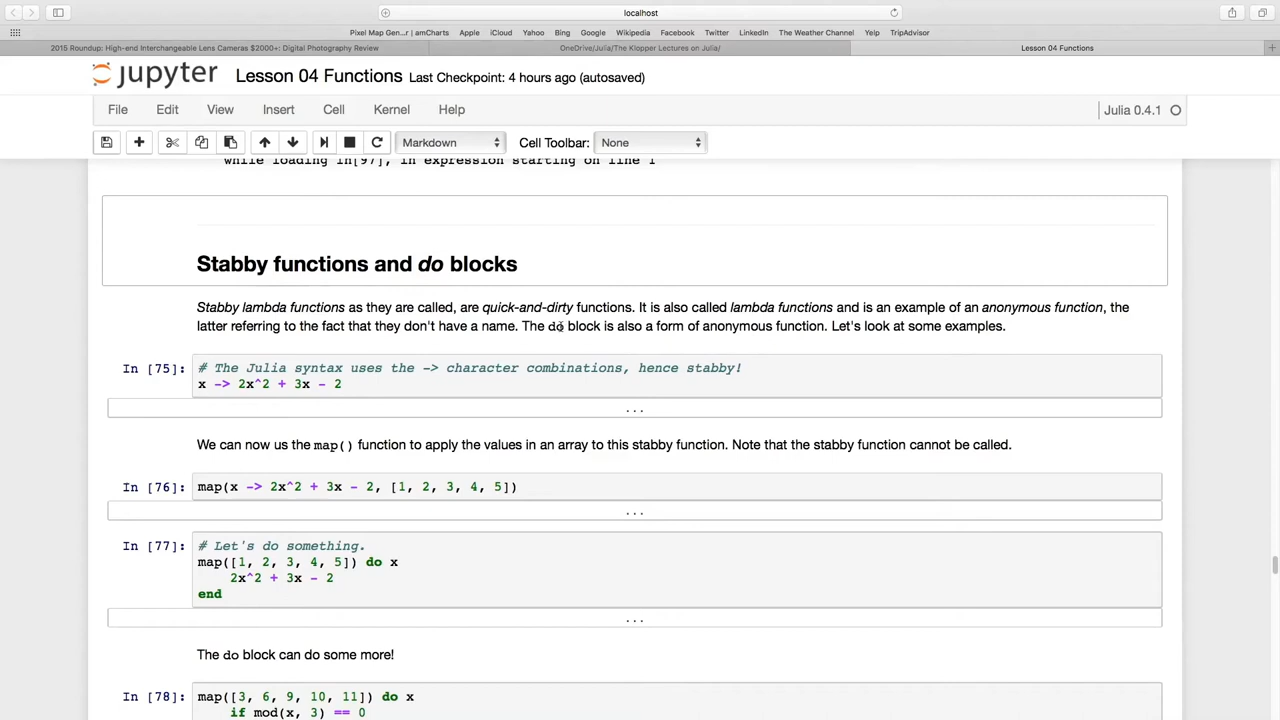 localhost
Pixel Map Gen...r | amCharts Apple iCloud Yahoo Bing Google Wikipedia Facebook Twitter LinkedIn The Weather Channel Yelp TripAdvisor
2015 Roundup: High-end Interchangeable Lens Cameras $2000+: Digital Photography Review OneDrive/Julia/The Klopper Lectures on Julia/ Lesson 04 Functions
jupyter Lesson 04 Functions Last Checkpoint: 4 hours ago (autosaved)
File Edit View Insert Cell Kernel Help Julia 0.4.1
Markdown Cell Toolbar: None
while loading In[97], in expression starting on line 1
Stabby functions and do blocks
Stabby lambda functions as they are called, are quick-and-dirty functions. It is also called lambda functions and is an example of an anonymous function, the
latter referring to the fact that they don't have a name. The do block is also a form of anonymous function. Let's look at some examples.
In [75]: # The Julia syntax uses the -> character combinations, hence stabby!
x -> 2x^2 + 3x - 2
...
We can now us the map() function to apply the values in an array to this stabby function. Note that the stabby function cannot be called.
In [76]: map(x -> 2x^2 + 3x - 2, [1, 2, 3, 4, 5])
...
In [77]: # Let's do something.
map([1, 2, 3, 4, 5]) do x
2x^2 + 3x - 2
end
...
The do block can do some more!
In [78]: map([3, 6, 9, 10, 11]) do x
if mod(x, 3) == 0